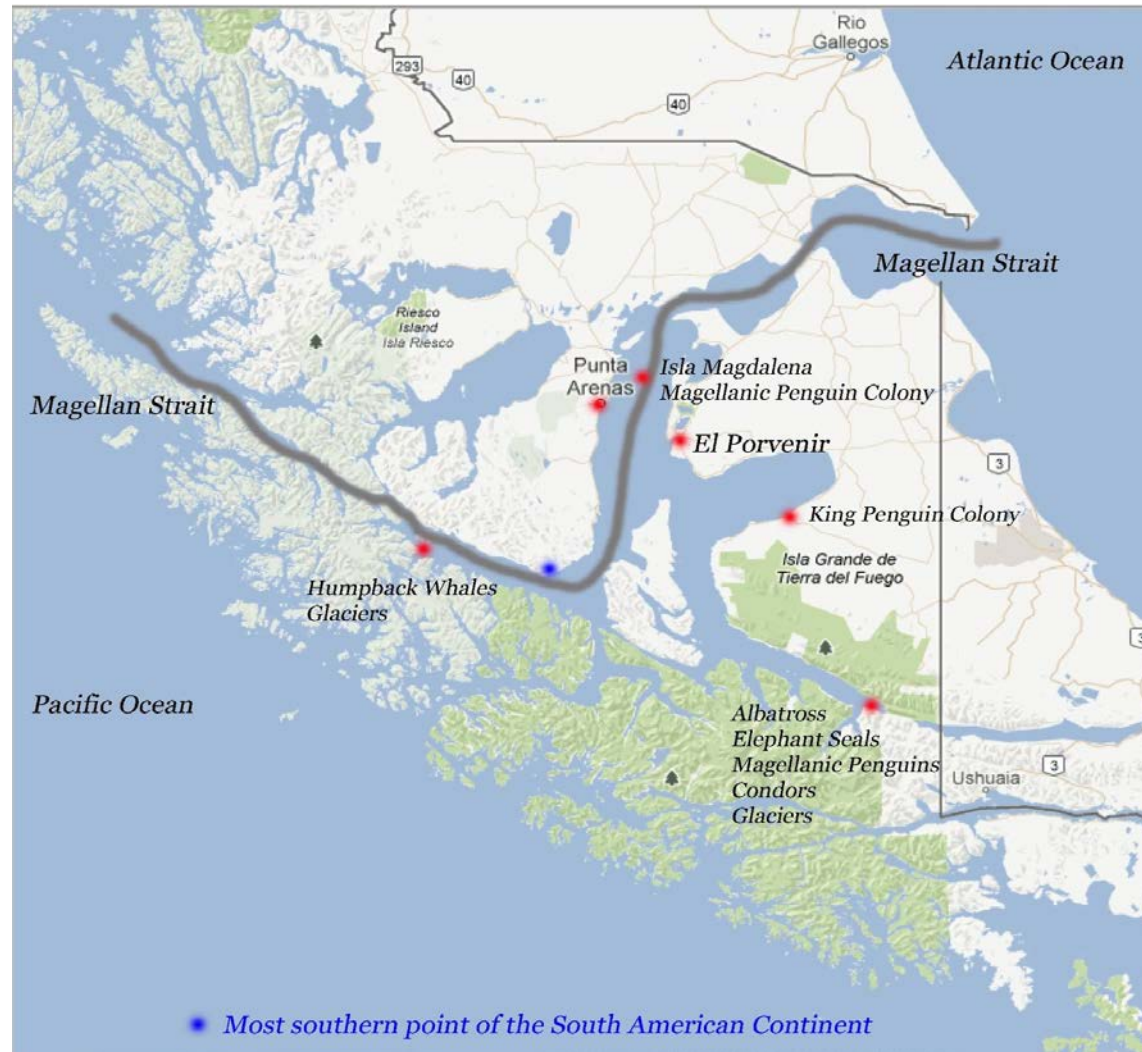 Rio
Gallegos
Atlantic Ocean
293
40
40
Magellan Strait
Riesco
Island
Isla Riesco
Punta
Arenas
Isla Magdalena
Magellanic Penguin Colony
Magellan Strait
El Porvenir
3
King Penguin Colony
Isla Grande de
Tierra del Fuego
Humpback Whales
Glaciers
3
Pacific Ocean
Albatross
Elephant Seals
Magellanic Penguins
Condors
Glaciers
3
Ushuaia
Most southern point of the South American Continent